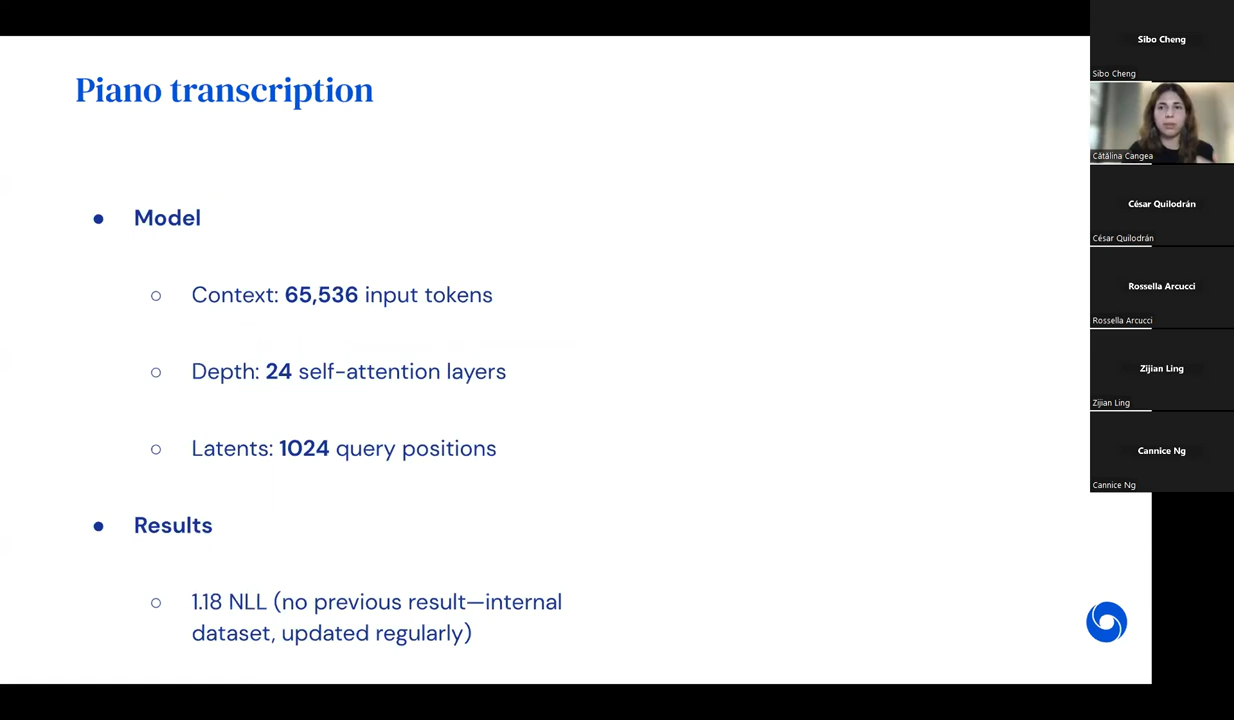 Piano transcription
● Model
○ Context: 65,536 input tokens
○ Depth: 24 self-attention layers
○ Latents: 1024 query positions
● Results
○ 1.18 NLL (no previous result—internal
dataset, updated regularly)
Sibo Cheng
Sibo Cheng
Cătălina Cangea
César Quilodrán
César Quilodrán
Rossella Arcucci
Rossella Arcucci
Zijian Ling
Zijian Ling
Cannice Ng
Cannice Ng